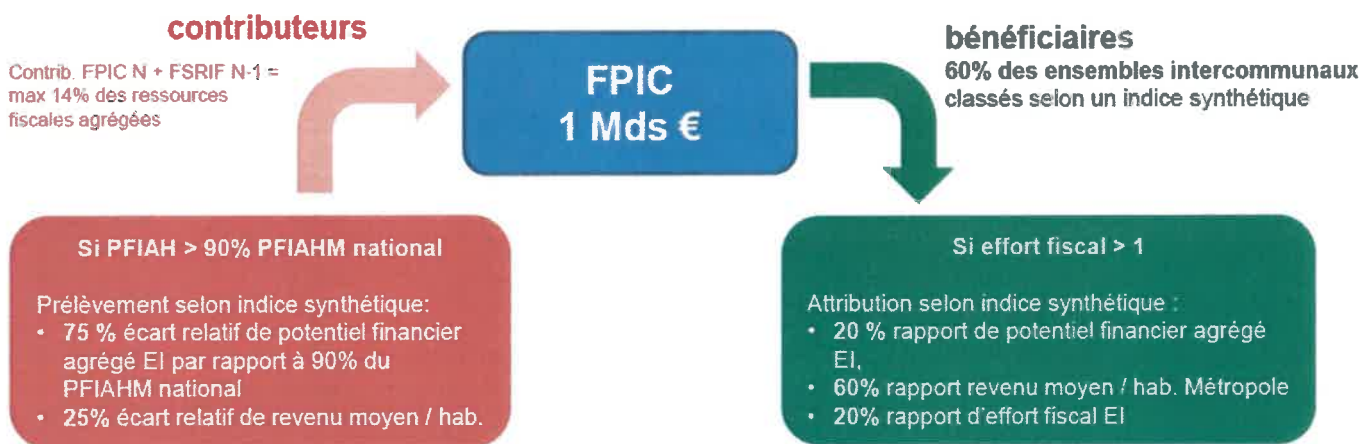 contributeurs
Contrib. FPIC N + FSRIF N-1 =
max 14% des ressources
fiscales agrégées
FPIC
1 Mds €
bénéficiaires
60% des ensembles intercommunaux
classés selon un indice synthétique
Si PFIAH > 90% PFIAHM national
Prélèvement selon indice synthétique:
• 75 % écart relatif de potentiel financier
agrégé EI par rapport à 90% du
PFIAHM national
• 25% écart relatif de revenu moyen / hab.
Si effort fiscal > 1
Attribution selon indice synthétique :
• 20 % rapport de potentiel financier agrégé
EI,
• 60% rapport revenu moyen / hab. Métropole
• 20% rapport d'effort fiscal EI